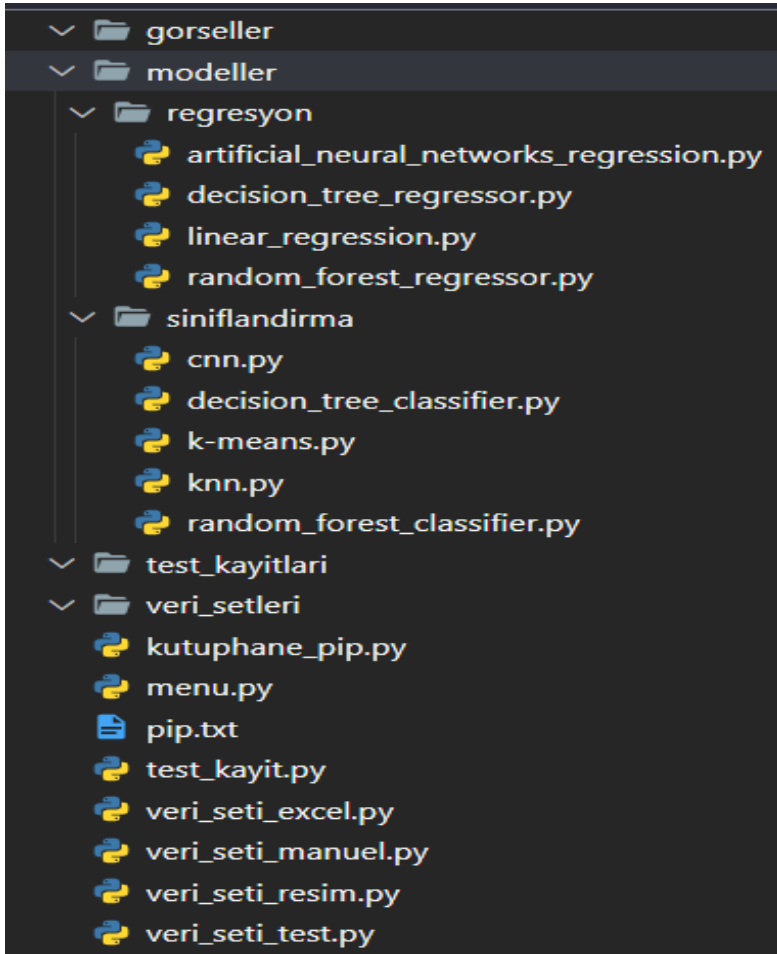 gorseller
modeller
regresyon
artificial_neural_networks_regression.py
decision_tree_regressor.py
linear_regression.py
random_forest_regressor.py
siniflandirma
cnn.py
decision_tree_classifier.py
k-means.py
knn.py
random_forest_classifier.py
test_kayitlari
veri_setleri
kutuphane_pip.py
menu.py
pip.txt
test_kayit.py
veri_seti_excel.py
veri_seti_manuel.py
veri_seti_resim.py
veri_seti_test.py